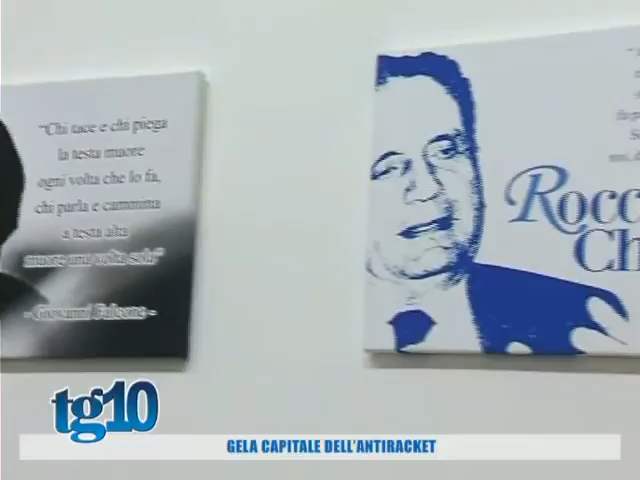 "Chi tace e chi piega
la testa muore
ogni volta che lo fa,
chi parla e cammina
a testa alta
muore una volta sola"
- Giovanni Falcone -
Rocc
Ch
tg10
GELA CAPITALE DELL'ANTIRACKET